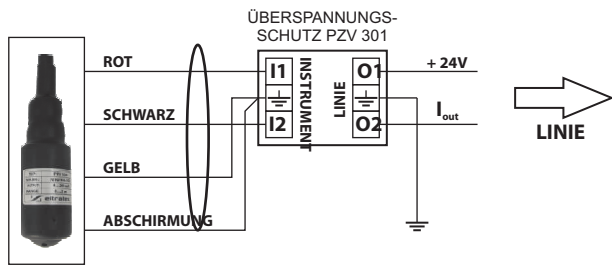 ÜBERSPANNUNGS-
SCHUTZ PZV 301
ROT
I1
INSTRUMENT
LINIE
O1
+ 24V
SCHWARZ
I2
O2
Iout
LINIE
GELB
ABSCHIRMUNG